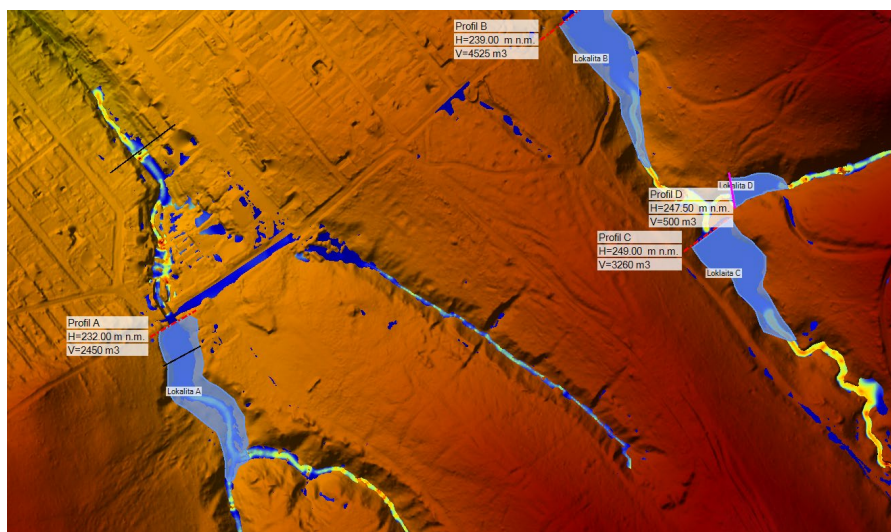 Profil B
H=239.00 m n.m.
V=4525 m3
Lokalita B
Lokalita D
Profil D
H=247.50 m n.m.
V=500 m3
Profil C
H=249.00 m n.m.
V=3260 m3
Loklaita C
Profil A
H=232.00 m n.m.
V=2450 m3
Lokalita A